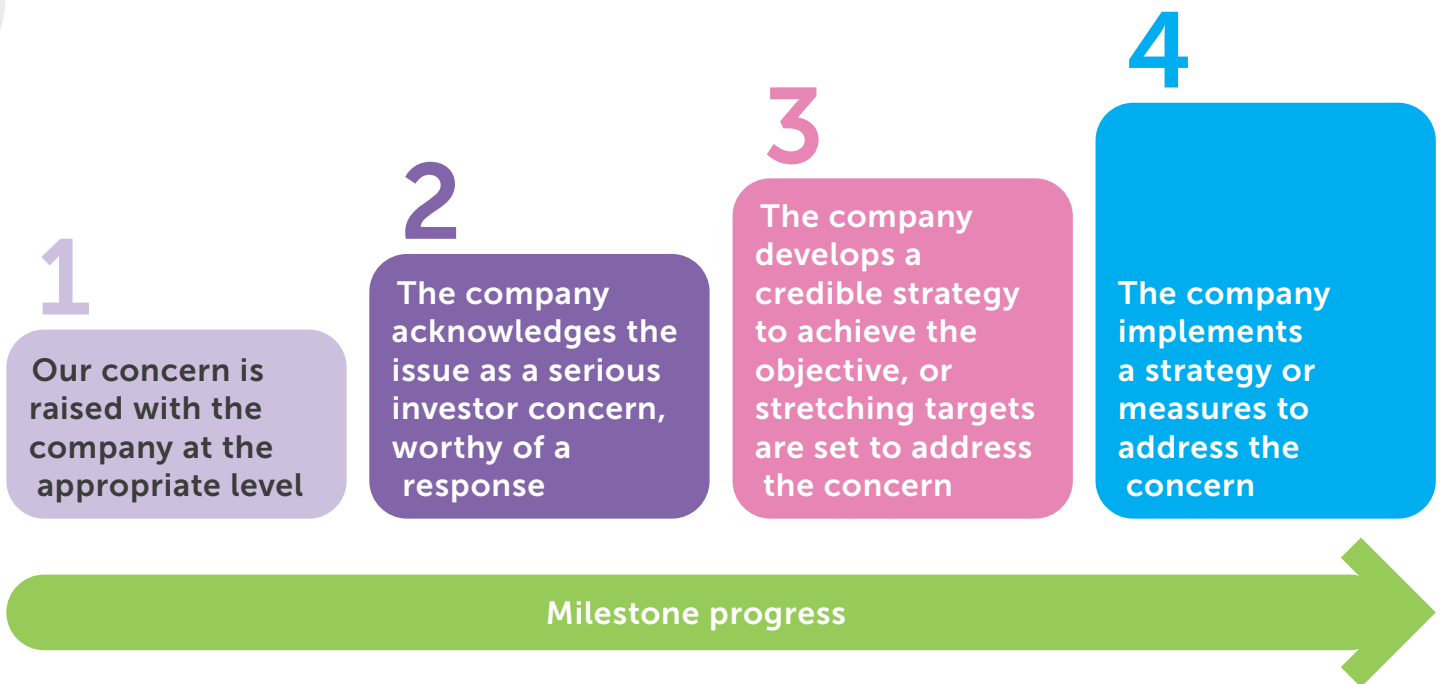 1
Our concern is
raised with the
company at the
appropriate level
2
The company
acknowledges the
issue as a serious
investor concern,
worthy of a
response
3
The company
develops a
credible strategy
to achieve the
objective, or
stretching targets
are set to address
the concern
4
The company
implements
a strategy or
measures to
address the
concern
Milestone progress